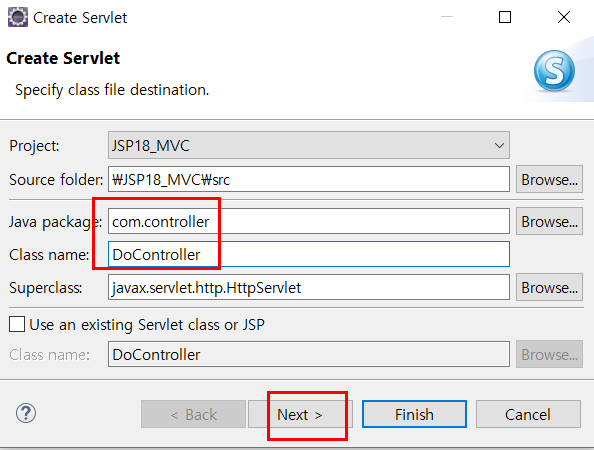 Create Servlet
Create Servlet
S
Specify class file destination.
Project: JSP18_MVC
Source folder: ₩JSP18_MVC₩src Browse...
Java package: com.controller Browse...
Class name: DoController
Superclass: javax.servlet.http.HttpServlet Browse...
Use an existing Servlet class or JSP
Class name: DoController Browse...
? < Back Next > Finish Cancel